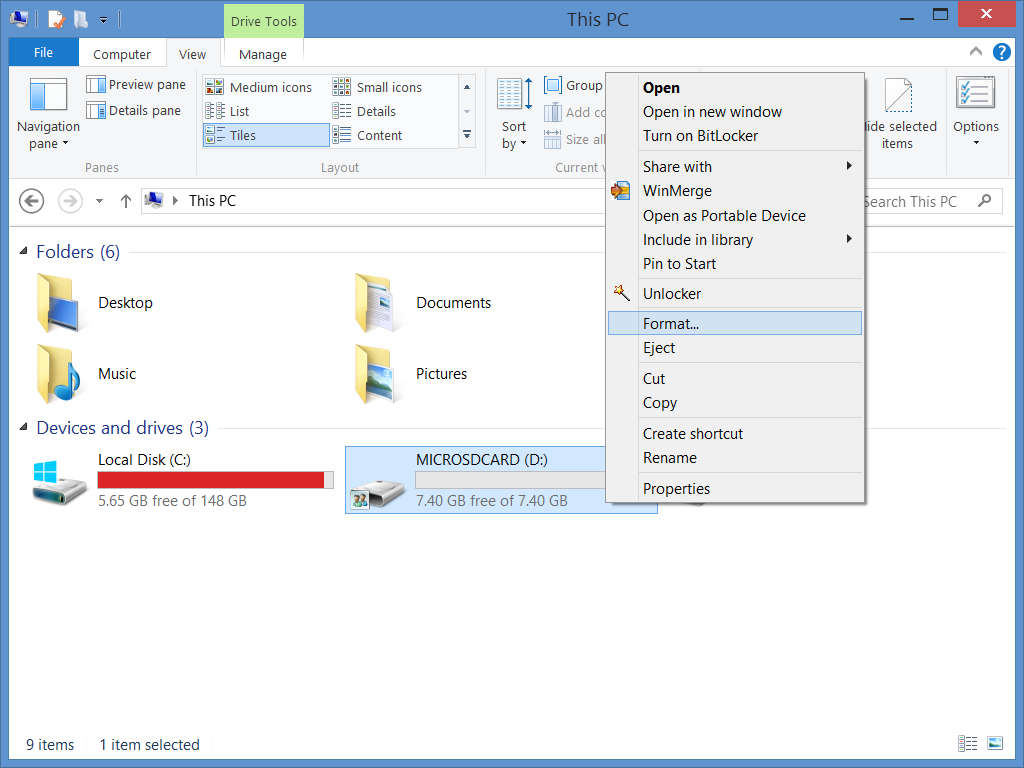 Drive Tools
This PC
File
Computer
View
Manage
Navigation
pane
Preview pane
Details pane
Panes
Medium icons
Small icons
List
Details
Tiles
Content
Layout
Sort
by
Group
Add co
Size all
Current v
ide selected
items
Options
This PC
Search This PC
Open
Open in new window
Turn on BitLocker
Share with
WinMerge
Open as Portable Device
Include in library
Pin to Start
Unlocker
Format...
Eject
Cut
Copy
Create shortcut
Rename
Properties
Folders (6)
Desktop
Documents
Music
Pictures
Devices and drives (3)
Local Disk (C:)
5.65 GB free of 148 GB
MICROSDCARD (D:)
7.40 GB free of 7.40 GB
9 items
1 item selected